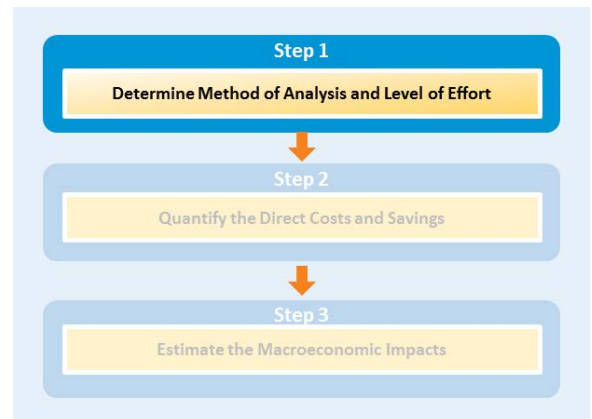 Step 1
Determine Method of Analysis and Level of Effort
Step 2
Quantify the Direct Costs and Savings
Step 3
Estimate the Macroeconomic Impacts